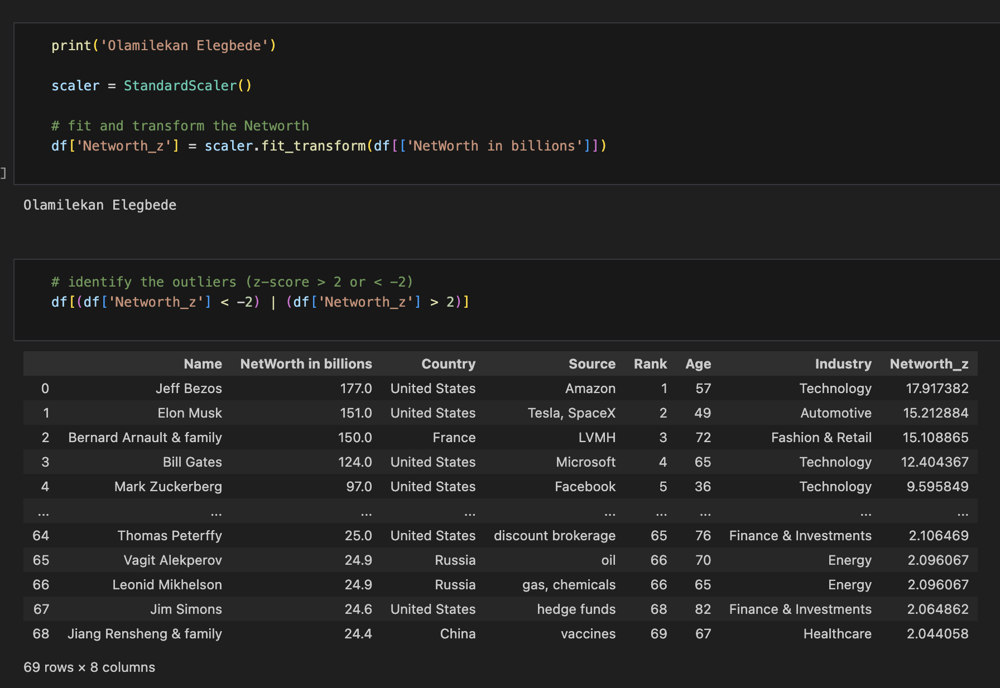 print('Olamilekan Elegbede')
scaler = StandardScaler()
# fit and transform the Networth
df['Networth_z'] = scaler.fit_transform(df[['NetWorth in billions']])
]
Olamilekan Elegbede
# identify the outliers (z-score > 2 or < -2)
df[(df['Networth_z'] < -2) | (df['Networth_z'] > 2)]
Name NetWorth in billions Country Source Rank Age Industry Networth_z
0 Jeff Bezos 177.0 United States Amazon 1 57 Technology 17.917382
1 Elon Musk 151.0 United States Tesla, SpaceX 2 49 Automotive 15.212884
2 Bernard Arnault & family 150.0 France LVMH 3 72 Fashion & Retail 15.108865
3 Bill Gates 124.0 United States Microsoft 4 65 Technology 12.404367
4 Mark Zuckerberg 97.0 United States Facebook 5 36 Technology 9.595849
... ... ... ... ... ... ... ... ...
64 Thomas Peterffy 25.0 United States discount brokerage 65 76 Finance & Investments 2.106469
65 Vagit Alekperov 24.9 Russia oil 66 70 Energy 2.096067
66 Leonid Mikhelson 24.9 Russia gas, chemicals 66 65 Energy 2.096067
67 Jim Simons 24.6 United States hedge funds 68 82 Finance & Investments 2.064862
68 Jiang Rensheng & family 24.4 China vaccines 69 67 Healthcare 2.044058
69 rows × 8 columns